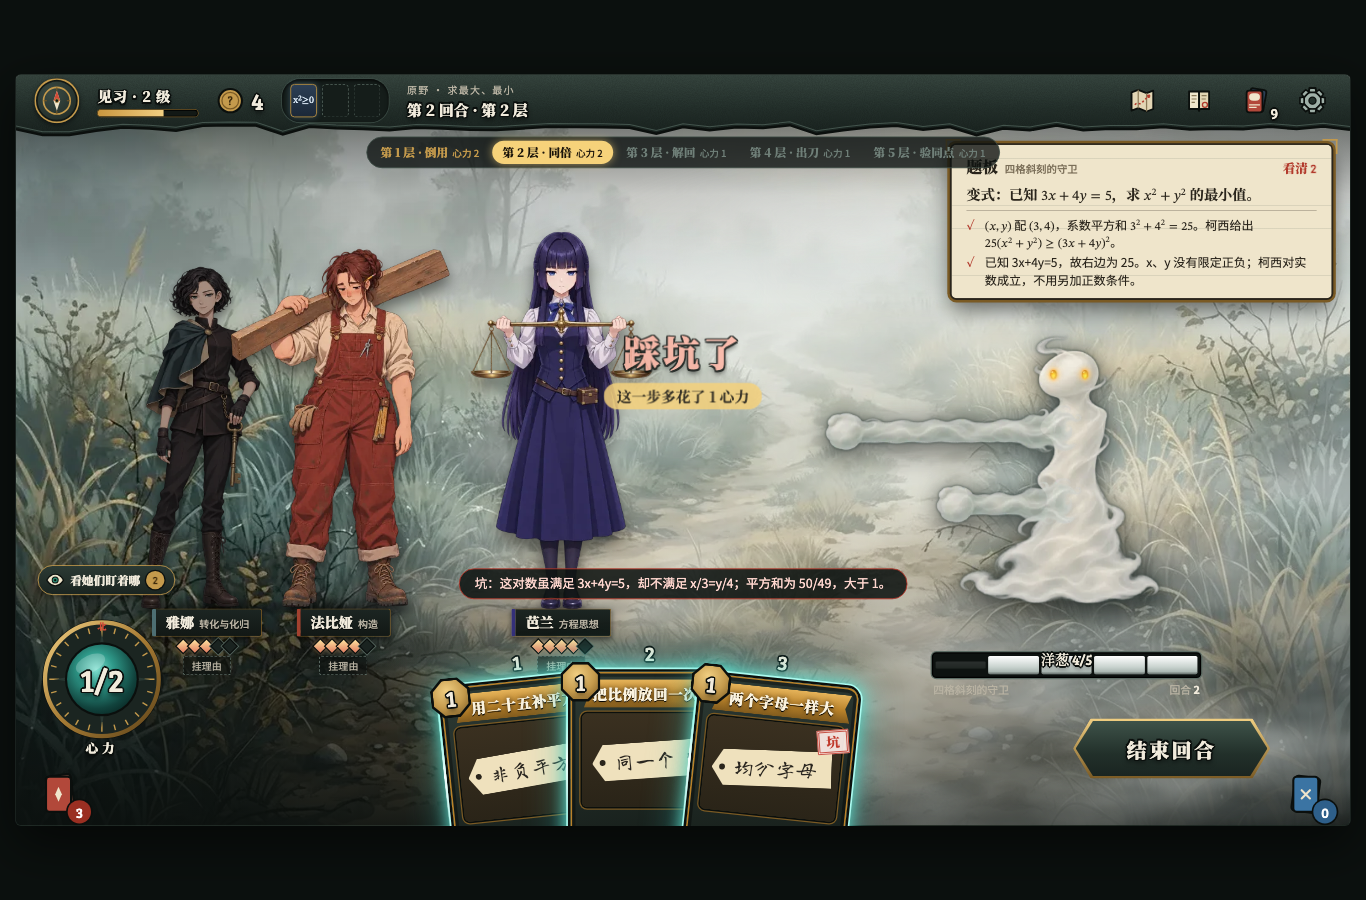 见习·2 级
? 4
x²≥0
原野 · 求最大、最小
第 2 回合 · 第 2 层
9
第 1 层 · 倒用 心力 2
第 2 层 · 同倍 心力 2
第 3 层 · 解回 心力 1
第 4 层 · 出刀 心力 1
第 5 层 · 验同点 心力 1
题板 四格斜刻的守卫 看清 2
变式：已知 3x + 4y = 5，求 x² + y² 的最小值。
√ (x, y) 配 (3, 4)，系数平方和 3² + 4² = 25。柯西给出
25(x² + y²) ≥ (3x + 4y)²。
√ 已知 3x+4y=5，故右边为 25。x、y 没有限定正负；柯西对实
数成立，不用另加正数条件。
踩坑了
这一步多花了 1 心力
看她们盯着哪 2
坑：这对数虽满足 3x+4y=5，却不满足 x/3=y/4；平方和为 50/49，大于 1。
雅娜 转化与化归
挂理由
法比娅 构造
挂理由
芭兰 方程思想
1/2
心力
3
1
1
用二十五补平
非负平方
2
1
把比例放回一次
同一个
3
1
两个字母一样大
坑
均分字母
洋葱 4/5
四格斜刻的守卫
回合 2
结束回合
0